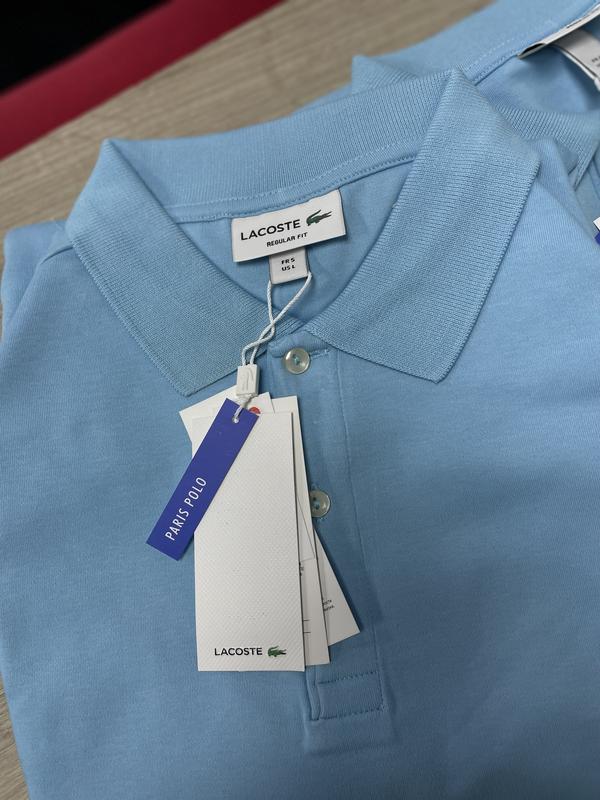 LACOSTE
REGULAR FIT
FR 5
US L
PARIS POLO
LACOSTE